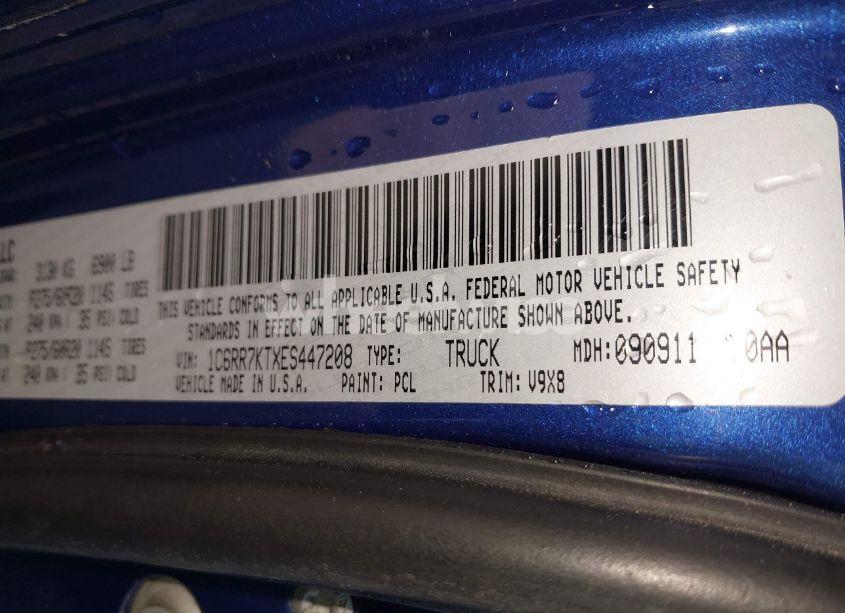 LLC
3130 KG 6900 LB
P275/60R20 114S TIRES
240 KPA / 35 PSI COLD
P275/60R20 114S TIRES
240 KPA / 35 PSI COLD
THIS VEHICLE CONFORMS TO ALL APPLICABLE U.S.A. FEDERAL MOTOR VEHICLE SAFETY
STANDARDS IN EFFECT ON THE DATE OF MANUFACTURE SHOWN ABOVE.
VIN: 1C6RR7KTXES447208 TYPE: TRUCK MDH:090911 0AA
VEHICLE MADE IN U.S.A. PAINT: PCL TRIM: V9X8